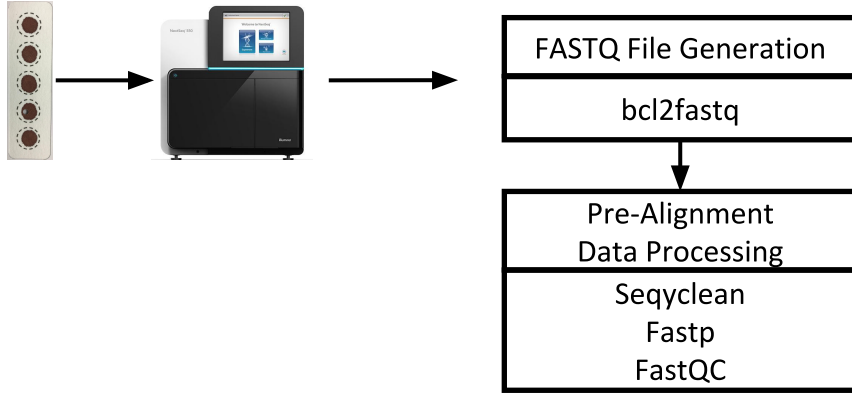 FASTQ File Generation
bcl2fastq
Pre-Alignment
Data Processing
Seqyclean
Fastp
FastQC